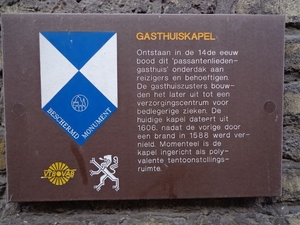 GASTHUISKAPEL
Ontstaan in de 14de eeuw
bood dit "passantenlieden-
gasthuis" onderdak aan
reizigers en behoeftigen.
De gasthuiszusters bouw-
den het later uit tot een
verzorgingscentrum voor
bedlegerige zieken. De
huidige kapel dateert uit
1606, nadat de vorige door
een brand in 1588 werd ver-
nield. Momenteel is de
kapel ingericht als poly-
valente tentoonstollings-
ruimte.
BESCHERMD MONUMENT